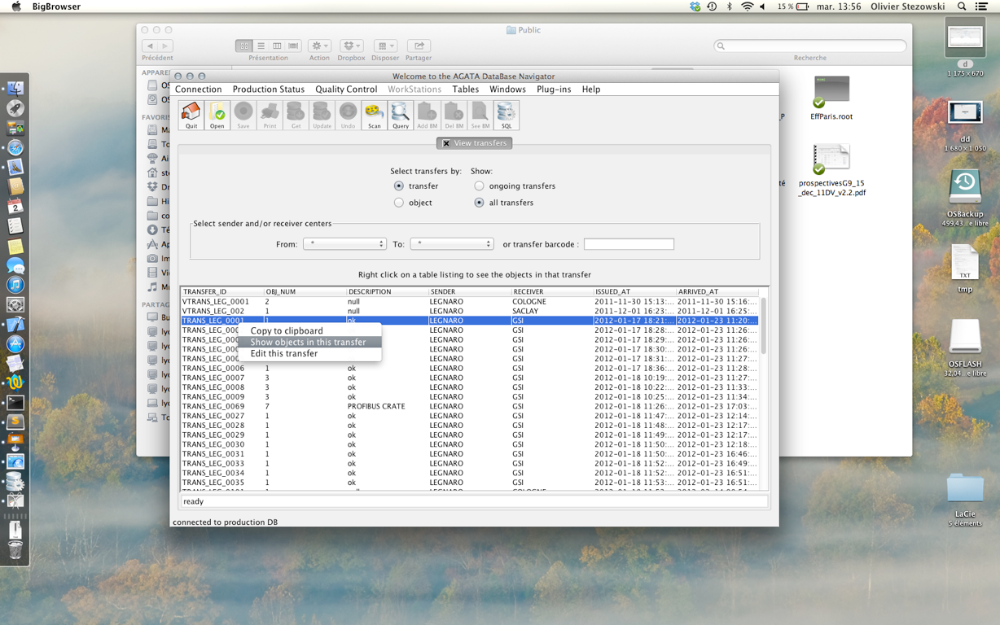 BigBrowser
15 % mar. 13:56 Olivier Stezowski
Public
Précédent Présentation Action Dropbox Disposer Partager Recherche
FAVORIS
PARTAG
EffParis.root
prospectivesG9_15
_dec_11DV_v2.2.pdf
Welcome to the AGATA DataBase Navigator
Connection Production Status Quality Control WorkStations Tables Windows Plug-ins Help
Quit Open Save Print Get Update Undo Scan Query Add BM Del BM See BM SQL
View transfers
Select transfers by: Show:
transfer ongoing transfers
object all transfers
Select sender and/or receiver centers
From: * To: * or transfer barcode :
Right click on a table listing to see the objects in that transfer
TRANSFER_ID OBJ_NUM DESCRIPTION SENDER RECEIVER ISSUED_AT ARRIVED_AT
VTRANS_LEG_0001 2 null LEGNARO COLOGNE 2011-11-30 15:13:... 2011-11-30 15:16:...
VTRANS_LEG_002 1 null LEGNARO SACLAY 2011-12-01 16:23:... 2011-12-01 16:25:...
TRANS_LEG_0001 1 ok LEGNARO GSI 2012-01-17 18:21:... 2012-01-23 11:20:...
TRANS_LEG_000 LEGNARO GSI 2012-01-17 18:28:... 2012-01-23 11:26:...
TRANS_LEG_000 LEGNARO GSI 2012-01-17 18:29:... 2012-01-23 11:26:...
TRANS_LEG_000 LEGNARO GSI 2012-01-17 18:30:... 2012-01-23 11:27:...
TRANS_LEG_000 LEGNARO GSI 2012-01-17 18:31:... 2012-01-23 11:27:...
TRANS_LEG_0006 1 ok LEGNARO GSI 2012-01-17 18:36:... 2012-01-23 11:28:...
TRANS_LEG_0007 3 ok LEGNARO GSI 2012-01-18 10:19:... 2012-01-23 11:29:...
TRANS_LEG_0008 3 ok LEGNARO GSI 2012-01-18 10:22:... 2012-01-23 11:33:...
TRANS_LEG_0009 3 ok LEGNARO GSI 2012-01-18 10:25:... 2012-01-23 11:34:...
TRANS_LEG_0069 7 PROFIBUS CRATE LEGNARO GSI 2012-01-18 11:26:... 2012-01-23 17:03:...
TRANS_LEG_0027 1 ok LEGNARO GSI 2012-01-18 11:47:... 2012-01-23 12:14:...
TRANS_LEG_0028 1 ok LEGNARO GSI 2012-01-18 11:48:... 2012-01-23 12:17:...
TRANS_LEG_0029 1 ok LEGNARO GSI 2012-01-18 11:49:... 2012-01-23 12:17:...
TRANS_LEG_0030 1 ok LEGNARO GSI 2012-01-18 11:50:... 2012-01-23 12:18:...
TRANS_LEG_0031 1 ok LEGNARO GSI 2012-01-18 11:50:... 2012-01-23 16:46:...
TRANS_LEG_0033 1 ok LEGNARO GSI 2012-01-18 11:52:... 2012-01-23 16:49:...
TRANS_LEG_0034 1 ok LEGNARO GSI 2012-01-18 11:52:... 2012-01-23 16:51:...
TRANS_LEG_0035 1 ok LEGNARO GSI 2012-01-18 11:53:... 2012-01-23 16:51:...
Copy to clipboard
Show objects in this transfer
Edit this transfer
ready
connected to production DB
d
1 175 × 670
dd
1 680 × 1 050
OSBackup
499,43...e libre
TXT
tmp
OSFLASH
32,04...e libre
LaCie
5 éléments